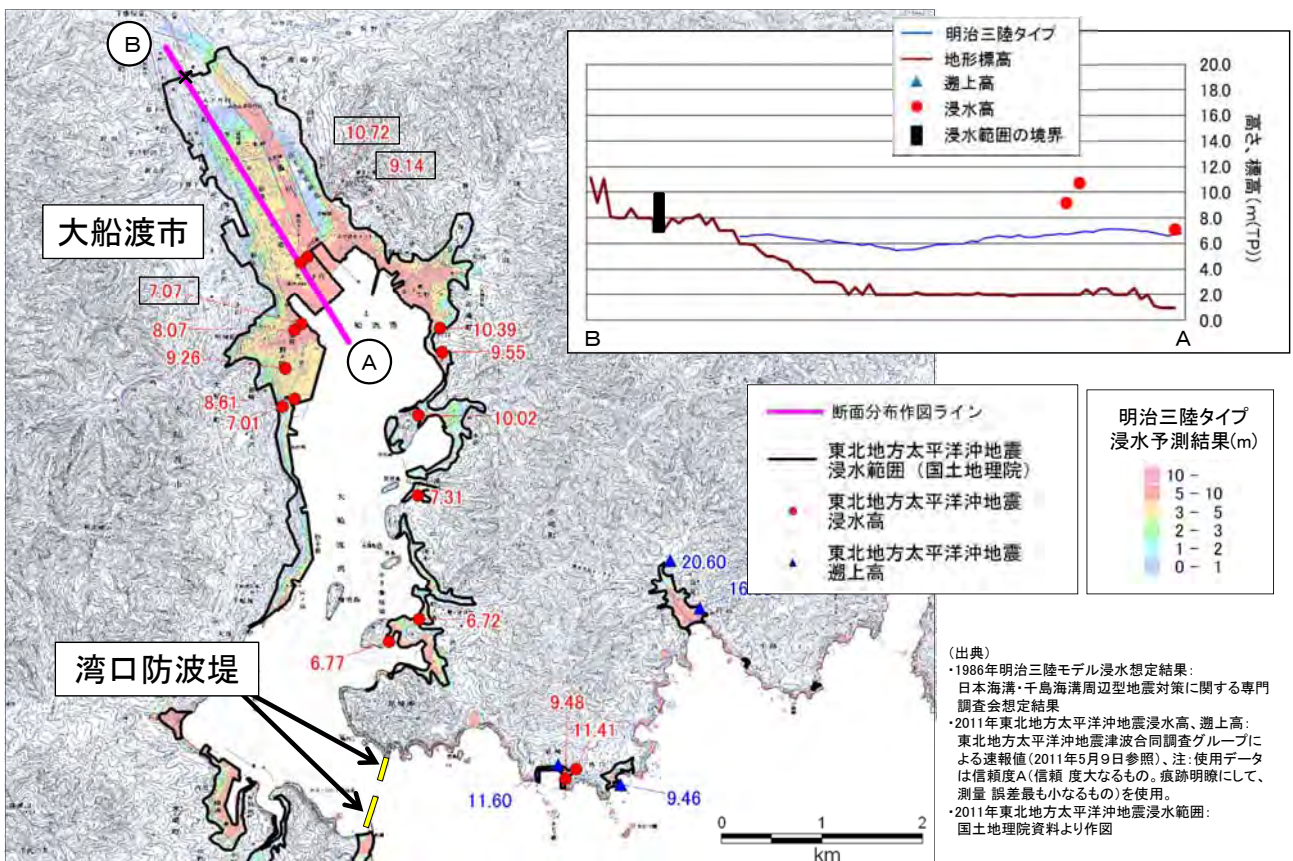 B
大船渡市
10.72
9.14
7.07
8.07
9.26
8.61
7.01
A
10.39
9.55
10.02
7.31
6.72
6.77
20.60
9.48
11.41
11.60
9.46
湾口防波堤
0 1 2
km
明治三陸タイプ
地形標高
遡上高
浸水高
浸水範囲の境界
20.0
18.0
16.0
14.0
12.0
10.0
8.0
6.0
4.0
2.0
0.0
高さ、標高(m(TP))
B A
断面分布作図ライン
東北地方太平洋沖地震
浸水範囲(国土地理院)
東北地方太平洋沖地震
浸水高
東北地方太平洋沖地震
遡上高
明治三陸タイプ
浸水予測結果(m)
10 -
5 - 10
3 - 5
2 - 3
1 - 2
0 - 1
(出典)
・1986年明治三陸モデル浸水想定結果:
日本海溝・千島海溝周辺型地震対策に関する専門
調査会想定結果
・2011年東北地方太平洋沖地震浸水高、遡上高:
東北地方太平洋沖地震津波合同調査グループに
よる速報値(2011年5月9日参照)、注:使用データ
は信頼度A(信頼 度大なるもの。痕跡明瞭にして、
測量 誤差最も小なるもの)を使用。
・2011年東北地方太平洋沖地震浸水範囲:
国土地理院資料より作図